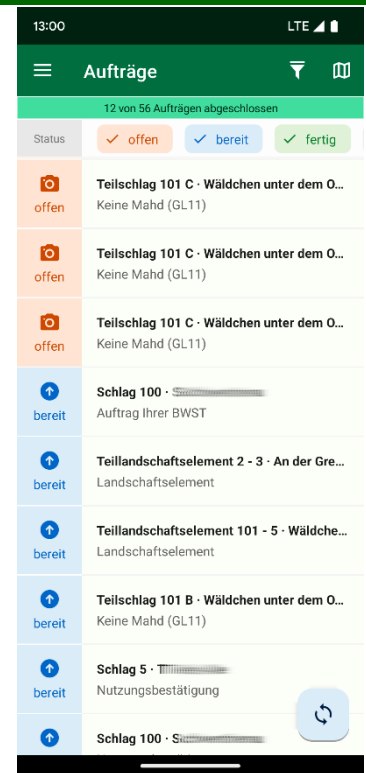 13:00 LTE
Aufträge
12 von 56 Aufträgen abgeschlossen
Status offen bereit fertig
Teilschlag 101 C · Wäldchen unter dem O...
offen Keine Mahd (GL11)
Teilschlag 101 C · Wäldchen unter dem O...
offen Keine Mahd (GL11)
Teilschlag 101 C · Wäldchen unter dem O...
offen Keine Mahd (GL11)
Schlag 100 ·
bereit Auftrag Ihrer BWST
Teillandschaftselement 2 - 3 · An der Gre...
bereit Landschaftselement
Teillandschaftselement 101 - 5 · Wäldche...
bereit Landschaftselement
Teilschlag 101 B · Wäldchen unter dem O...
bereit Keine Mahd (GL11)
Schlag 5 ·
bereit Nutzungsbestätigung
Schlag 100 ·